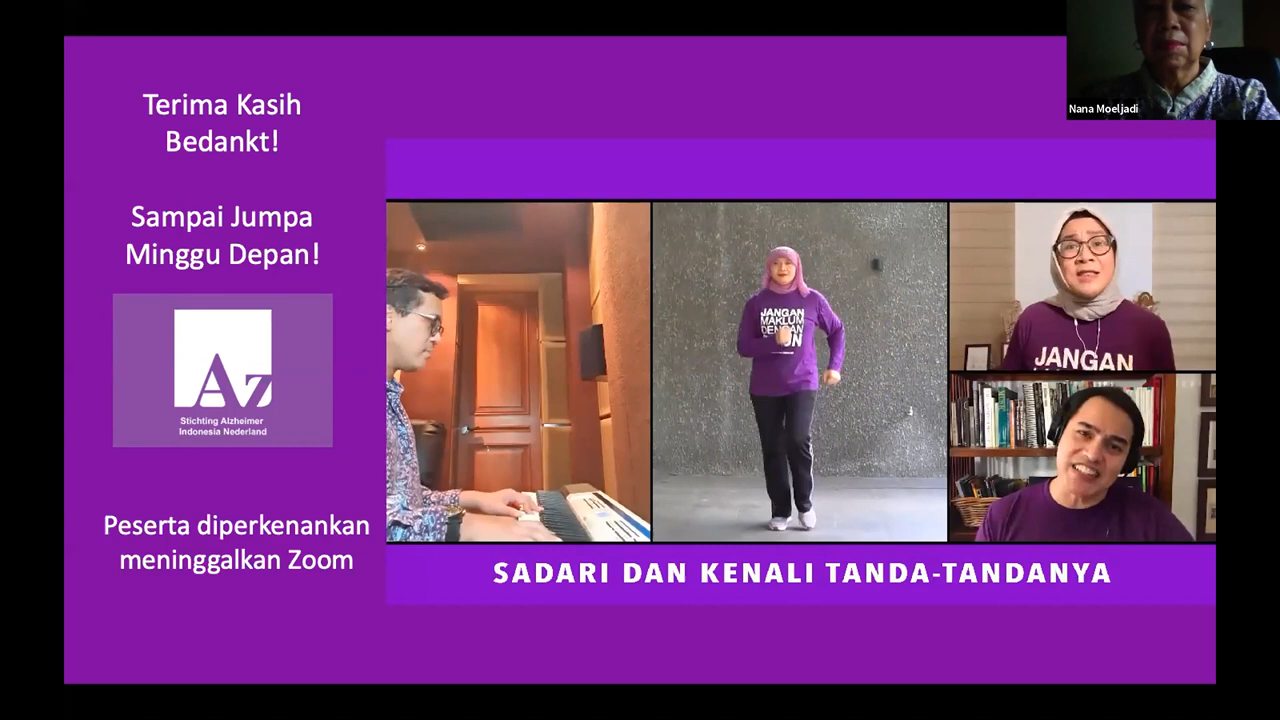 Terima Kasih
Bedankt!
Sampai Jumpa
Minggu Depan!
Az
Stichting Alzheimer
Indonesia Nederland
Peserta diperkenankan
meninggalkan Zoom
Nana Moeljadi
JANGAN
MAKLUM
JANGAN
SADARI DAN KENALI TANDA-TANDANYA